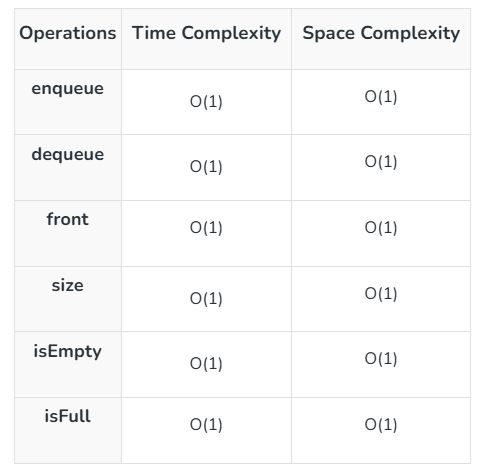 Operations Time Complexity Space Complexity
enqueue O(1) O(1)
dequeue O(1) O(1)
front O(1) O(1)
size O(1) O(1)
isEmpty O(1) O(1)
isFull O(1) O(1)